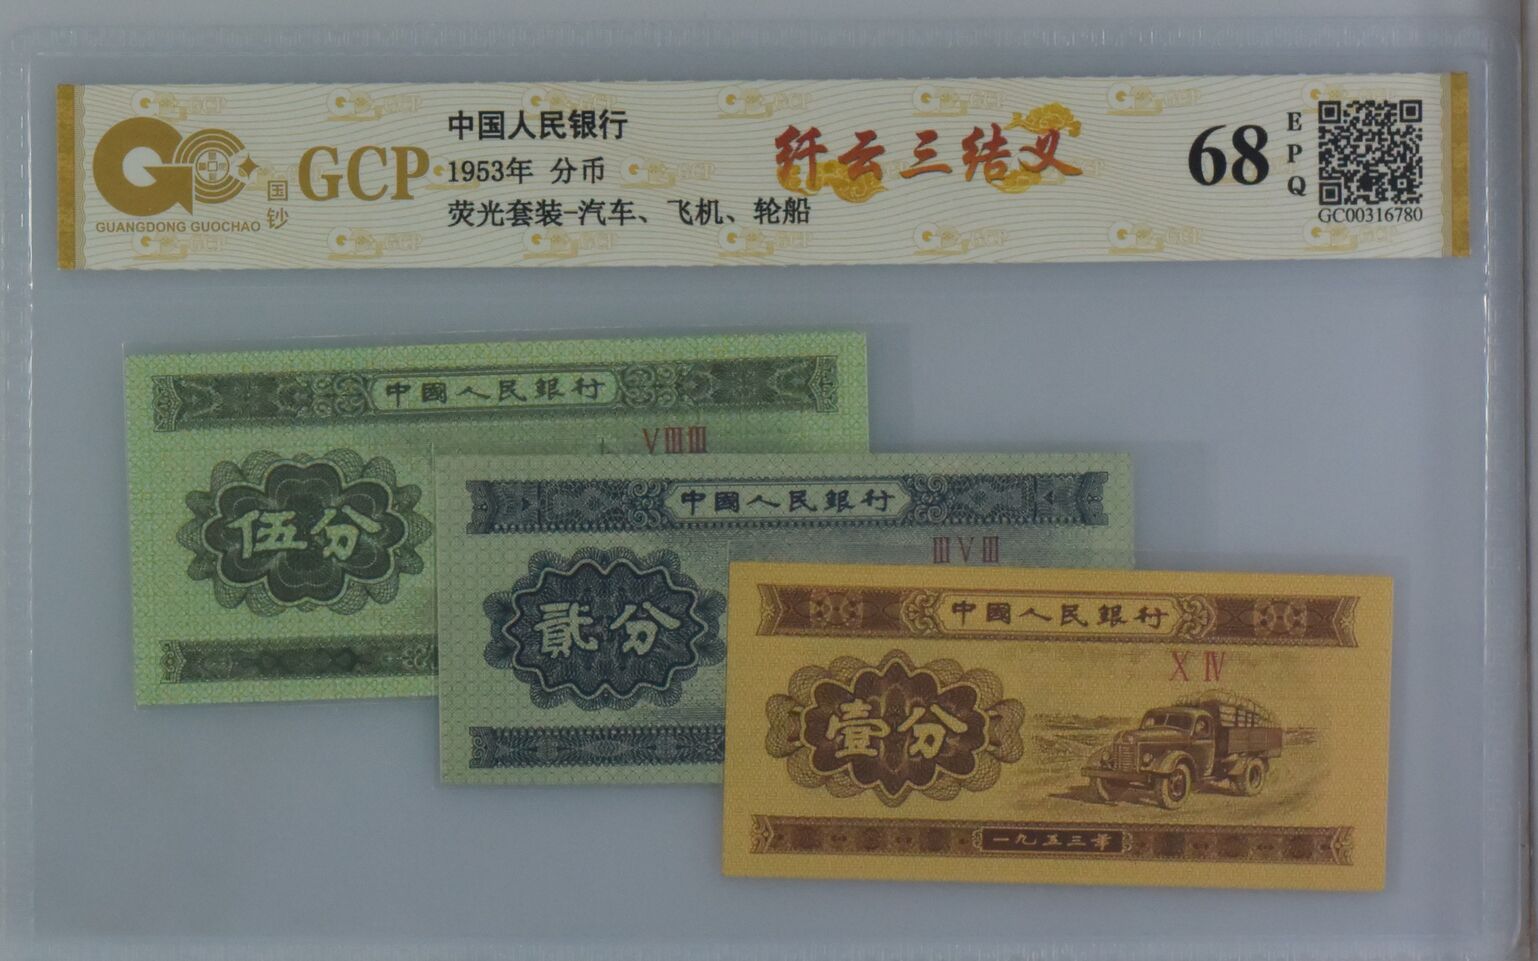 GCP
国钞
GUANGDONG GUOCHAO
中国人民银行
1953年 分币
荧光套装-汽车、飞机、轮船
纤云三结义
68
EPQ
GC00316780
中國人民銀行
VⅢⅢ
伍分
中國人民銀行
ⅢVⅢ
貳分
中國人民銀行
X Ⅳ
壹分
一九五三年